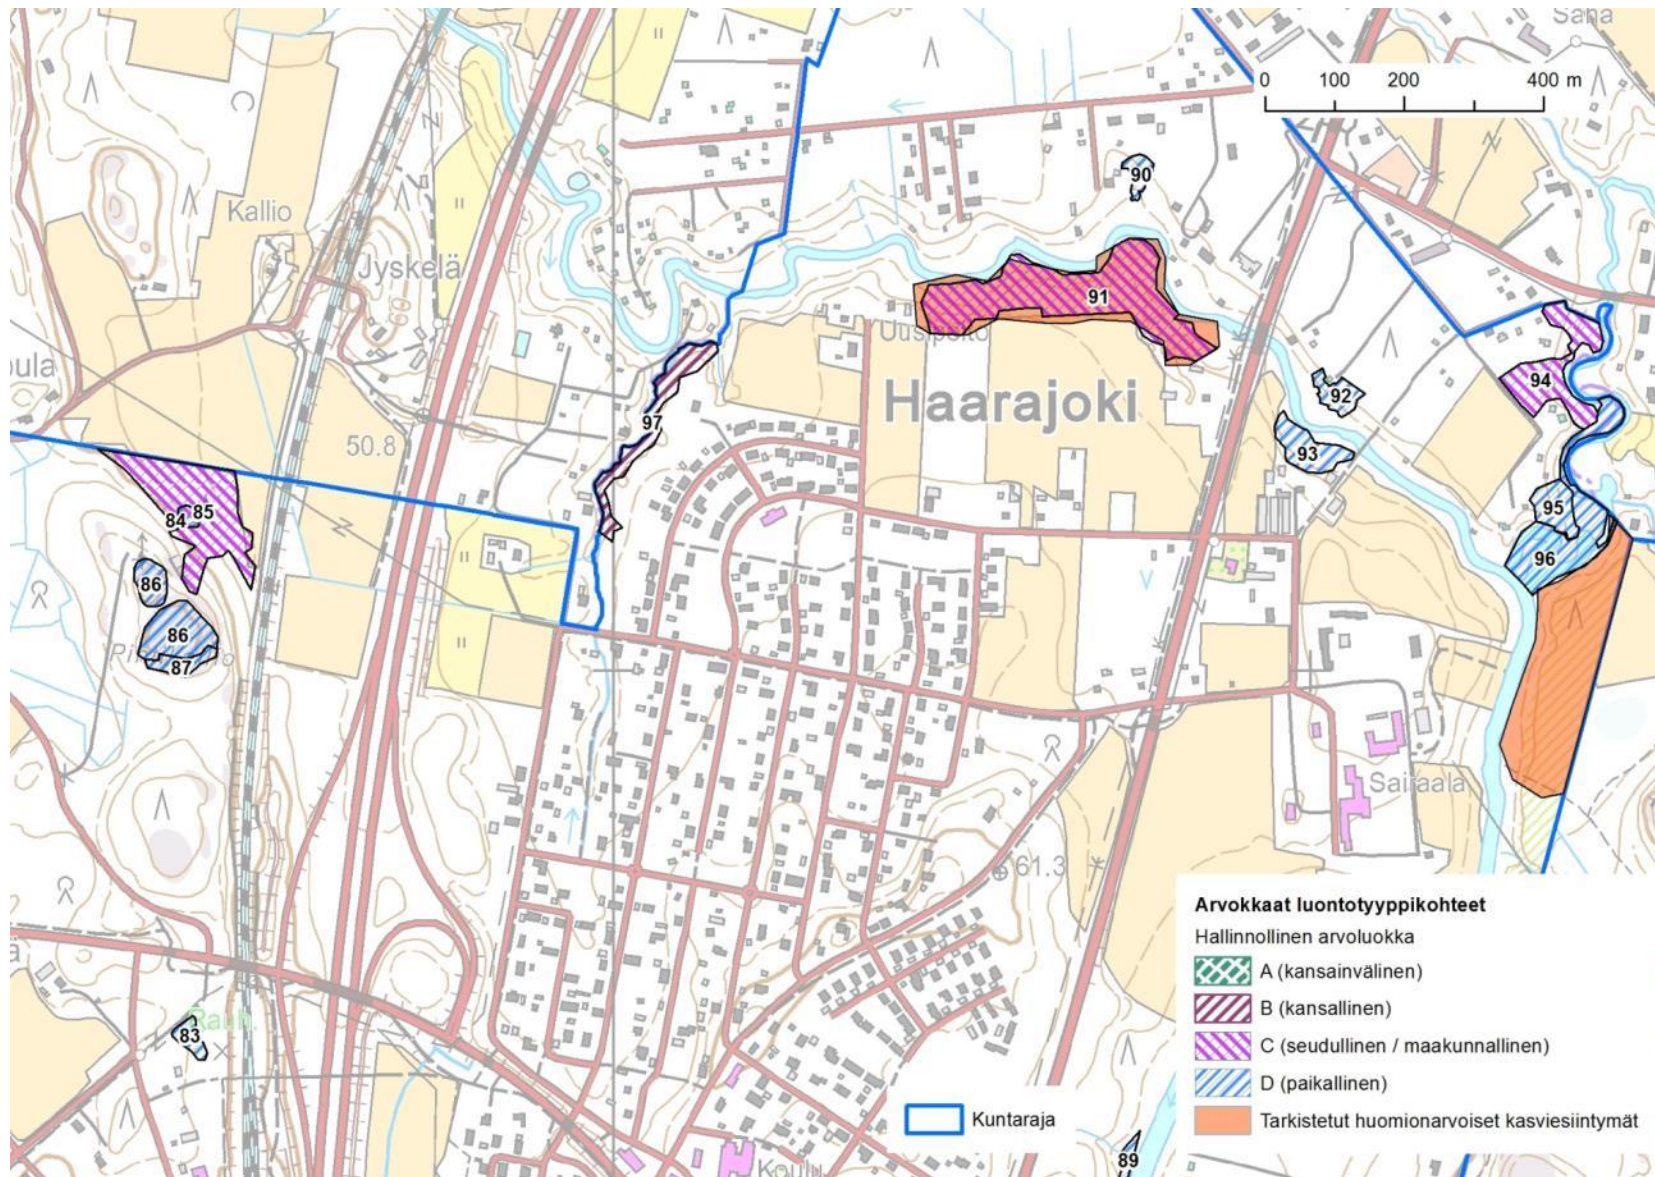 Saha
0 100 200 400 m
Kallio
90
Jyskelä
91
Uusipelto
Haarajoki
94
92
97
50.8
93
85
84
95
86
96
86
87
Sairaala
61.3
Arvokkaat luontotyyppikohteet
Hallinnollinen arvoluokka
A (kansainvälinen)
B (kansallinen)
Rauh.
83
C (seudullinen / maakunnallinen)
D (paikallinen)
Kuntaraja
Tarkistetut huomionarvoiset kasviesiintymät
Koulu
89